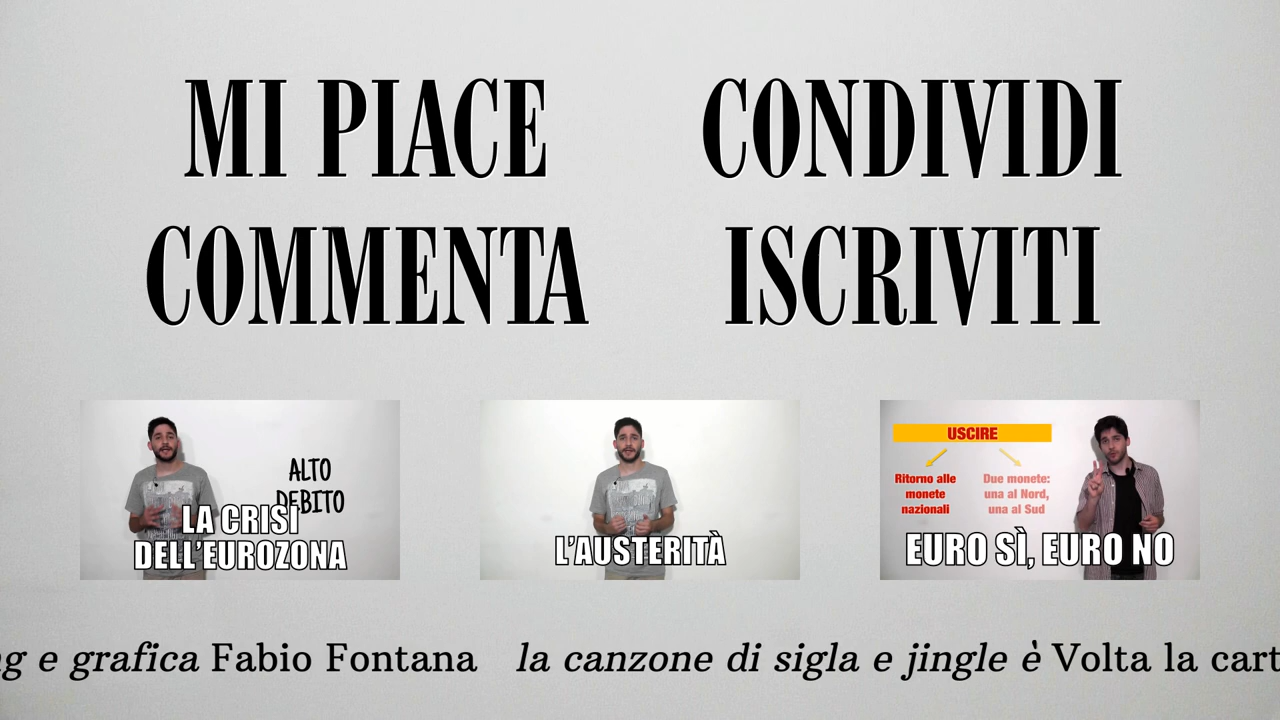 MI PIACE
CONDIVIDI
COMMENTA
ISCRIVITI
ALTO
DEBITO
LA CRISI
DELL'EUROZONA
L'AUSTERITÀ
USCIRE
Ritorno alle
monete
nazionali
Due monete:
una al Nord,
una al Sud
EURO SÌ, EURO NO
e grafica Fabio Fontana la canzone di sigla e jingle è Volta la